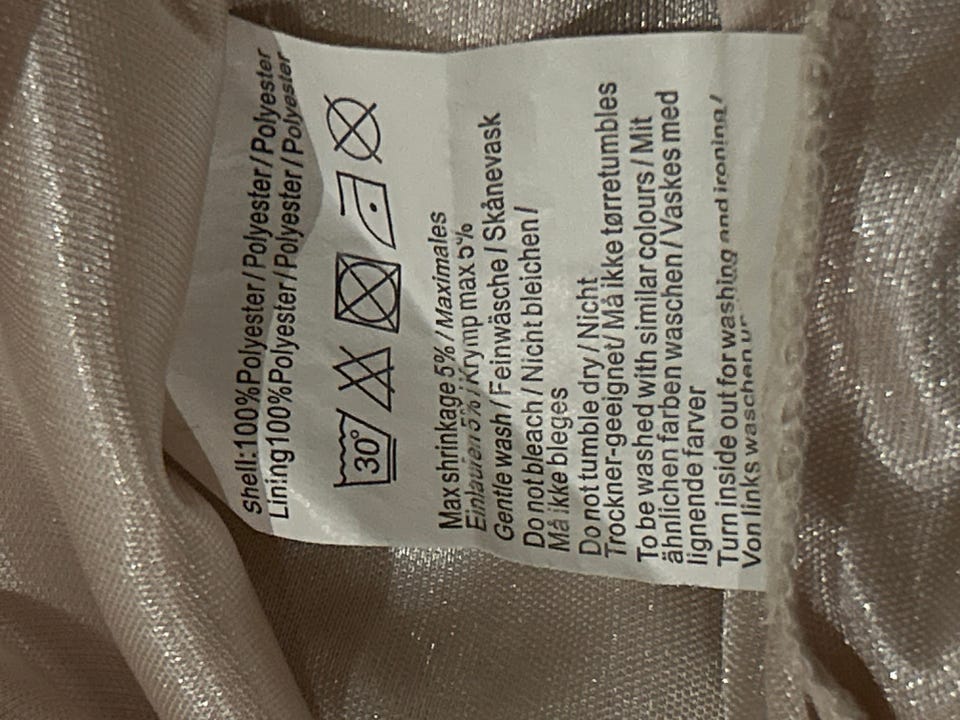 Shell:100%Polyester/Polyester/Polyester
Lining100%Polyester/Polyester/Polyester
30°
Max shrinkage 5% / Maximales
Einlaufen 5% / Krymp max 5%
Gentle wash / Feinwäsche / Skånevask
Do not bleach / Nicht bleichen /
Må ikke bleges
Do not tumble dry / Nicht
Trockner-geeignet/ Må ikke tørretumbles
To be washed with similar colours / Mit
ähnlichen farben waschen / Vaskes med
lignende farver
Turn inside out for washing and ironing /
Von links waschen